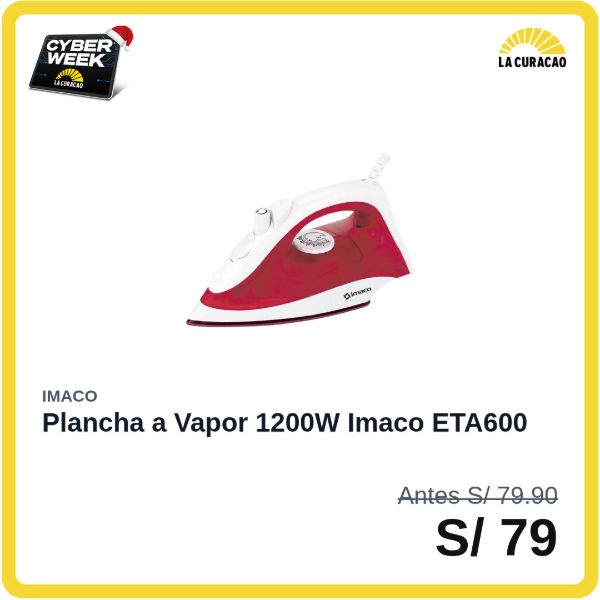 CYBER
WEEK
LA CURACAO
LA CURACAO
imaco
IMACO
Plancha a Vapor 1200W Imaco ETA600
Antes S/ 79.90
S/ 79